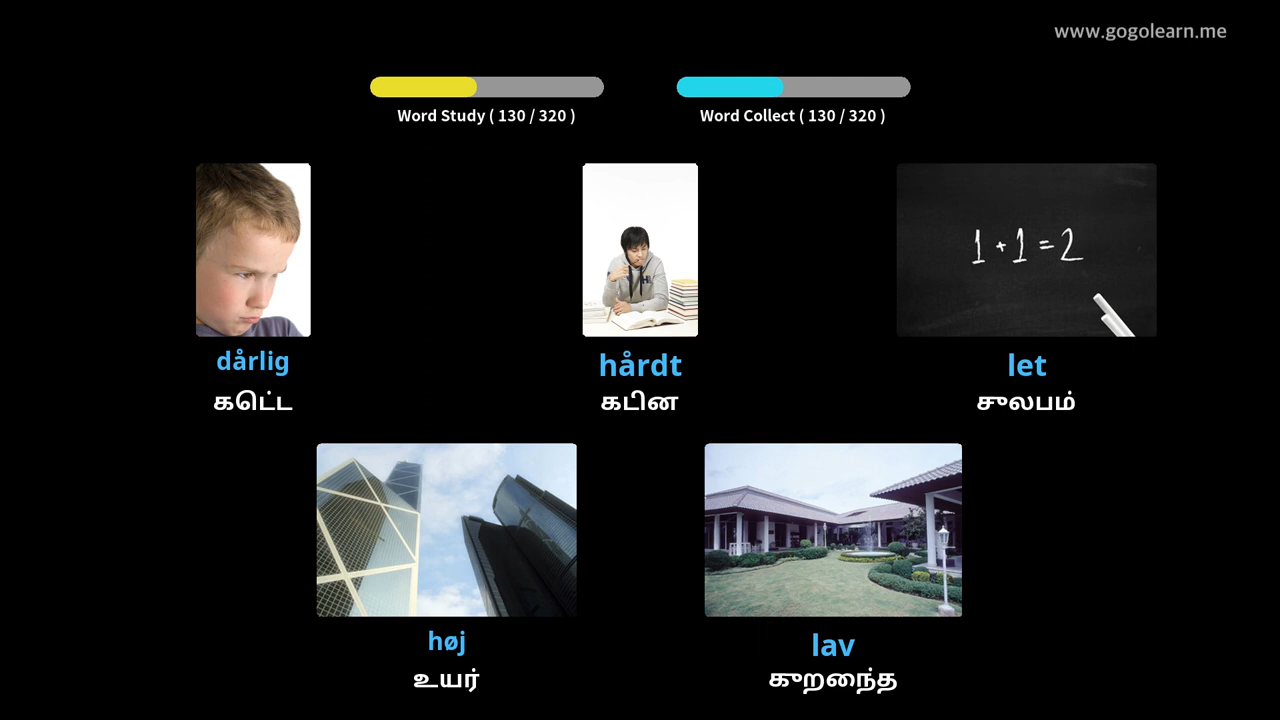 www.gogolearn.me
Word Study ( 130 / 320 )
Word Collect ( 130 / 320 )
1 + 1 = 2
dårlig
hårdt
let
கெட்ட
கடின
சுலபம்
høj
lav
உயர்
குறைந்த